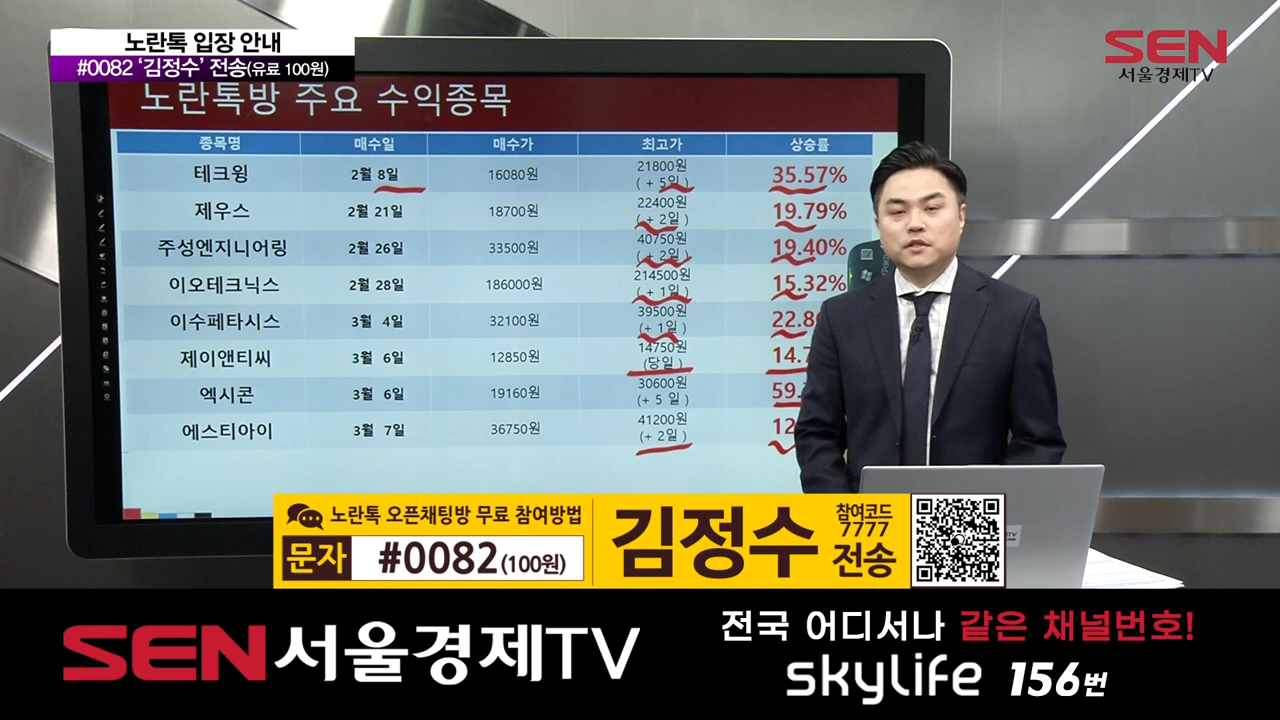 노란톡 입장 안내
#0082 ‘김정수’ 전송(유료 100원)
SEN
서울경제TV
노란톡방 주요 수익종목
종목명 매수일 매수가 최고가 상승률
테크윙 2월 8일 16080원 21800원 (+ 5일) 35.57%
제우스 2월 21일 18700원 22400원 (+ 2일) 19.79%
주성엔지니어링 2월 26일 33500원 40750원 (+ 2일) 19.40%
이오테크닉스 2월 28일 186000원 214500원 (+ 1일) 15.32%
이수페타시스 3월 4일 32100원 39500원 (+ 1일) 22.8
제이앤티씨 3월 6일 12850원 14750원 (당일) 14.
엑시콘 3월 6일 19160원 30600원 (+ 5 일) 59.
에스티아이 3월 7일 36750원 41200원 (+ 2일) 12
노란톡 오픈채팅방 무료 참여방법
문자 #0082(100원)
김정수
참여코드
7777
전송
SEN서울경제TV
전국 어디서나 같은 채널번호!
skylife 156번